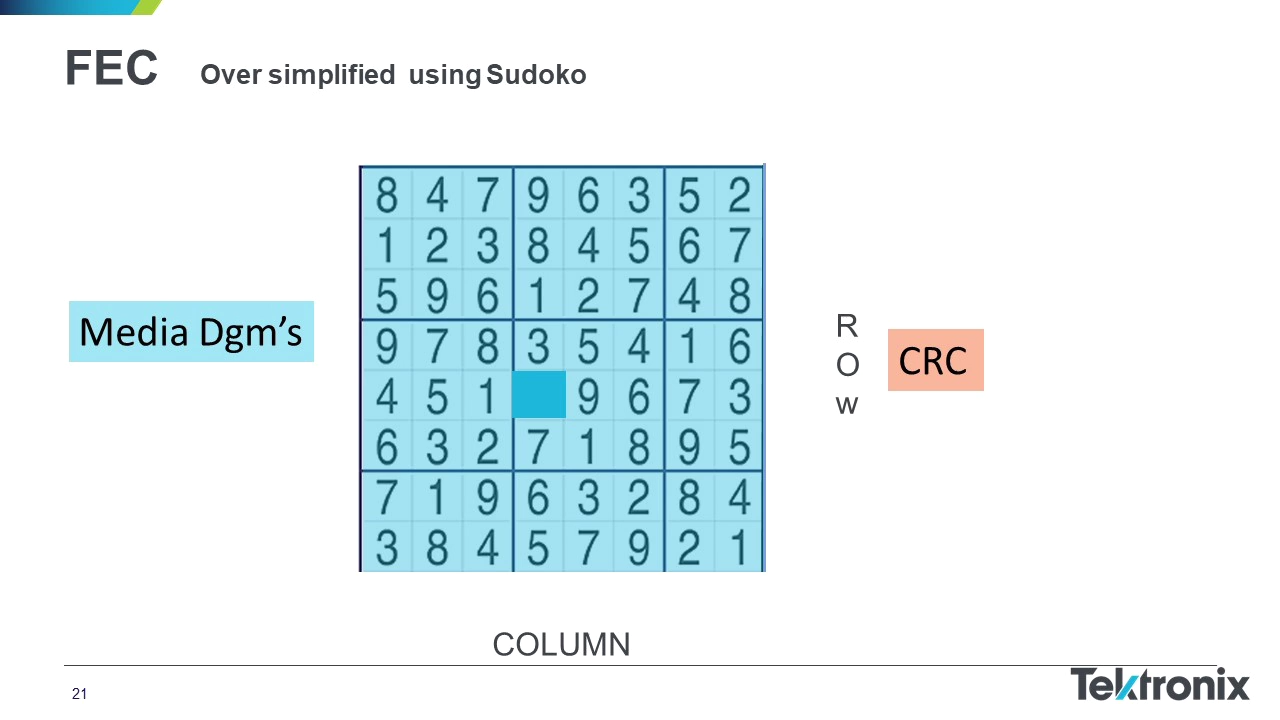 FEC Over simplified using Sudoko
8 4 7 9 6 3 5 2
1 2 3 8 4 5 6 7
5 9 6 1 2 7 4 8
9 7 8 3 5 4 1 6
4 5 1 9 6 7 3
6 3 2 7 1 8 9 5
7 1 9 6 3 2 8 4
3 8 4 5 7 9 2 1
Media Dgm's
R
O
w
CRC
COLUMN
21
Tektronix